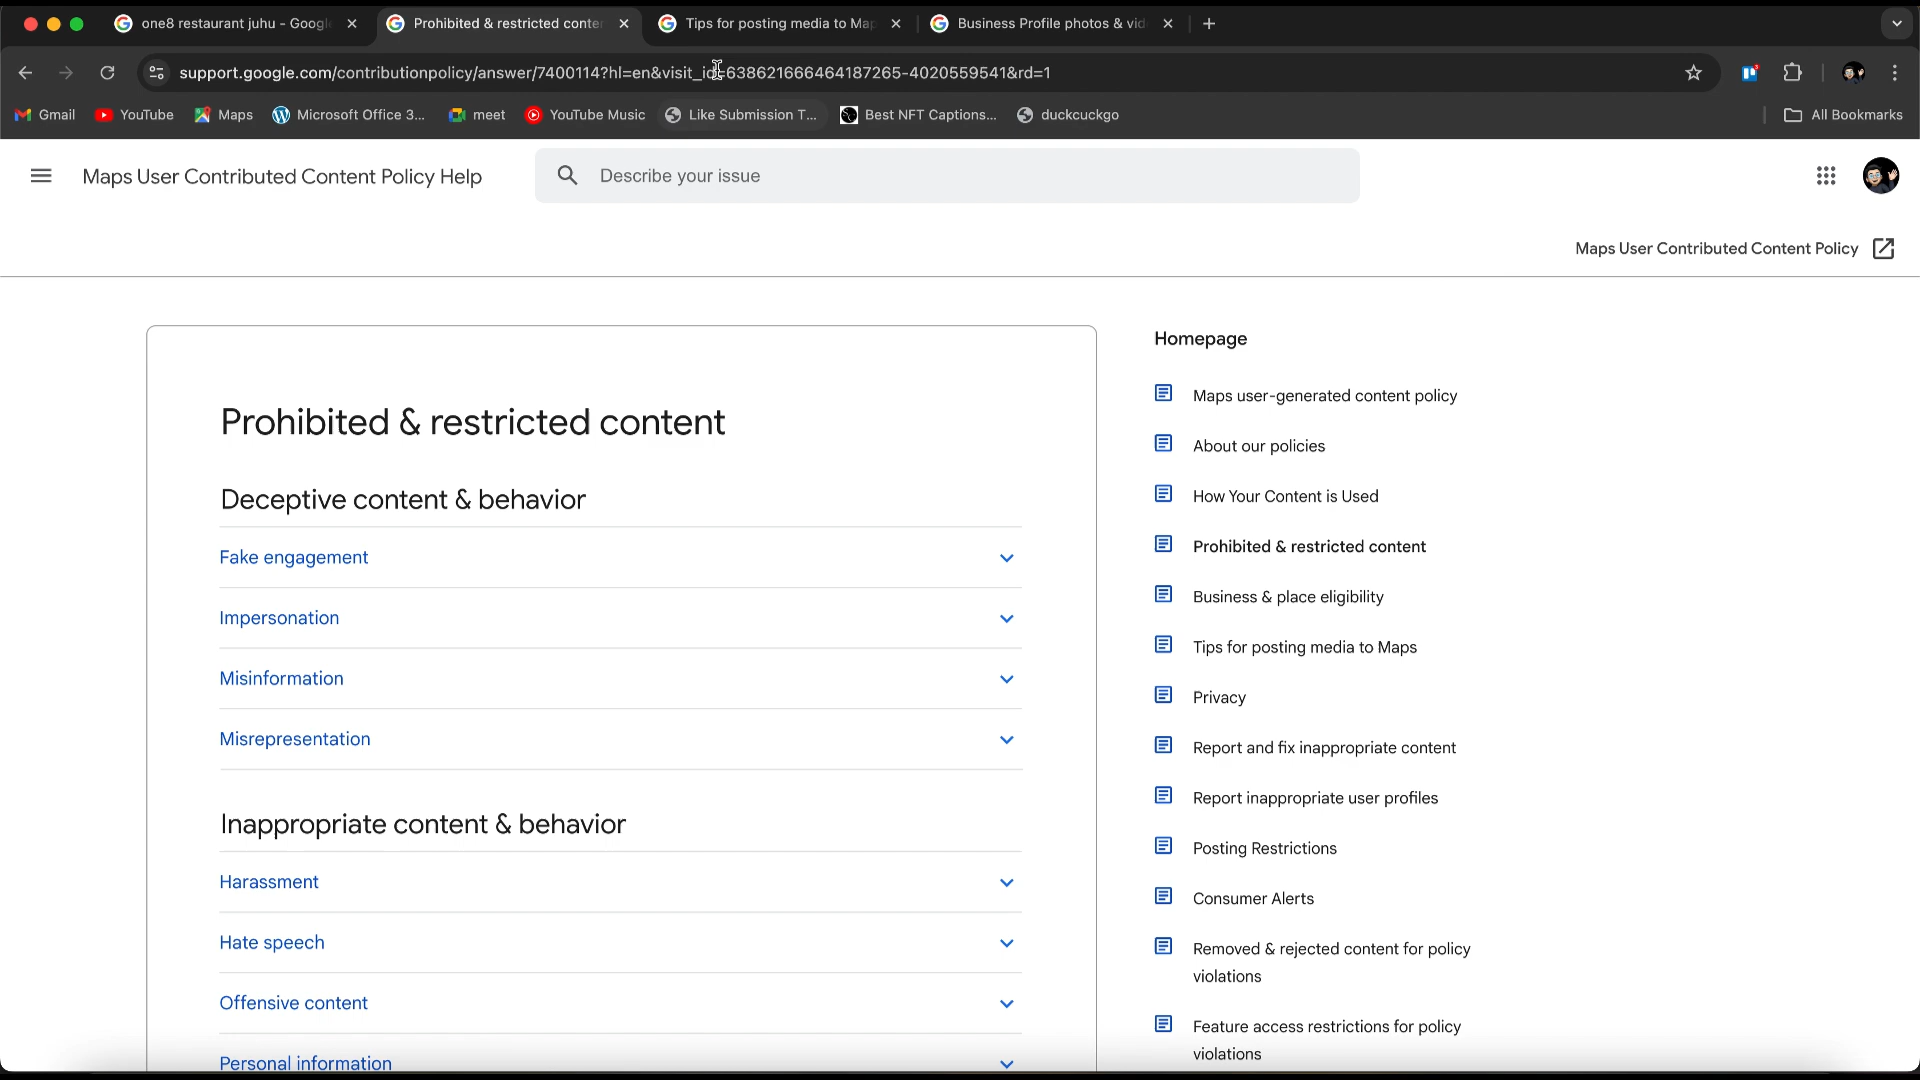 one8 restaurant juhu - Googl
Prohibited & restricted conte
Tips for posting media to Map
Business Profile photos & vid
support.google.com/contributionpolicy/answer/7400114?hl=en&visit_id=638621666464187265-4020559541&rd=1
Gmail
YouTube
Maps
Microsoft Office 3...
meet
YouTube Music
Like Submission T...
Best NFT Captions...
duckcuckgo
All Bookmarks
Maps User Contributed Content Policy Help
Describe your issue
Maps User Contributed Content Policy
Prohibited & restricted content
Deceptive content & behavior
Fake engagement
Impersonation
Misinformation
Misrepresentation
Inappropriate content & behavior
Harassment
Hate speech
Offensive content
Personal information
Homepage
Maps user-generated content policy
About our policies
How Your Content is Used
Prohibited & restricted content
Business & place eligibility
Tips for posting media to Maps
Privacy
Report and fix inappropriate content
Report inappropriate user profiles
Posting Restrictions
Consumer Alerts
Removed & rejected content for policy
violations
Feature access restrictions for policy
violations